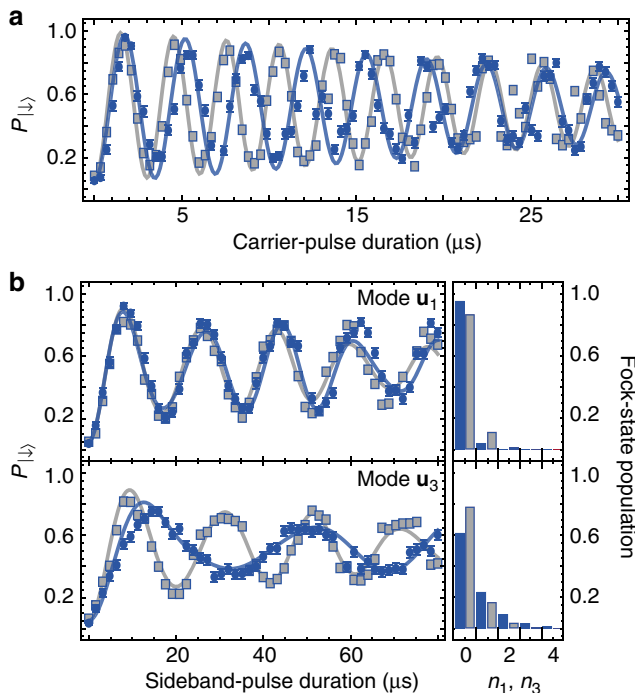 a
1.0
0.6
0.2
P|↓⟩
5
15
25
Carrier-pulse duration (μs)
b
Mode u1
1.0
0.6
0.2
1.0
0.6
0.2
P|↓⟩
Mode u3
1.0
0.6
0.2
1.0
0.6
0.2
Fock-state population
20
40
60
80
0
2
4
Sideband-pulse duration (μs)
n1, n3